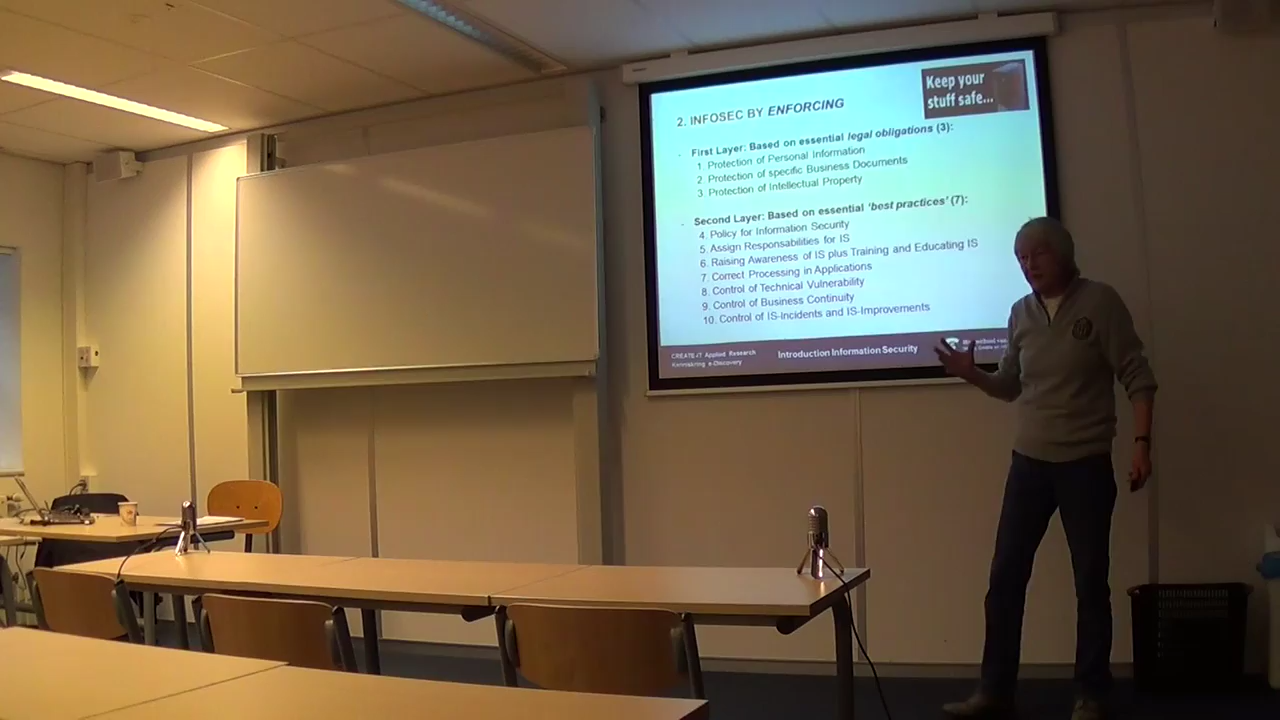 Keep your
stuff safe...
2. INFOSEC BY ENFORCING
First Layer: Based on essential legal obligations (3):
1. Protection of Personal Information
2. Protection of specific Business Documents
3. Protection of Intellectual Property
Second Layer: Based on essential 'best practices' (7):
4. Policy for Information Security
5. Assign Responsabilities for IS
6. Raising Awareness of IS plus Training and Educating IS
7. Correct Processing in Applications
8. Control of Technical Vulnerability
9. Control of Business Continuity
10. Control of IS-Incidents and IS-Improvements
CREATE-IT Applied Research
Kenmaking e-Discovery
Introduction Information Security